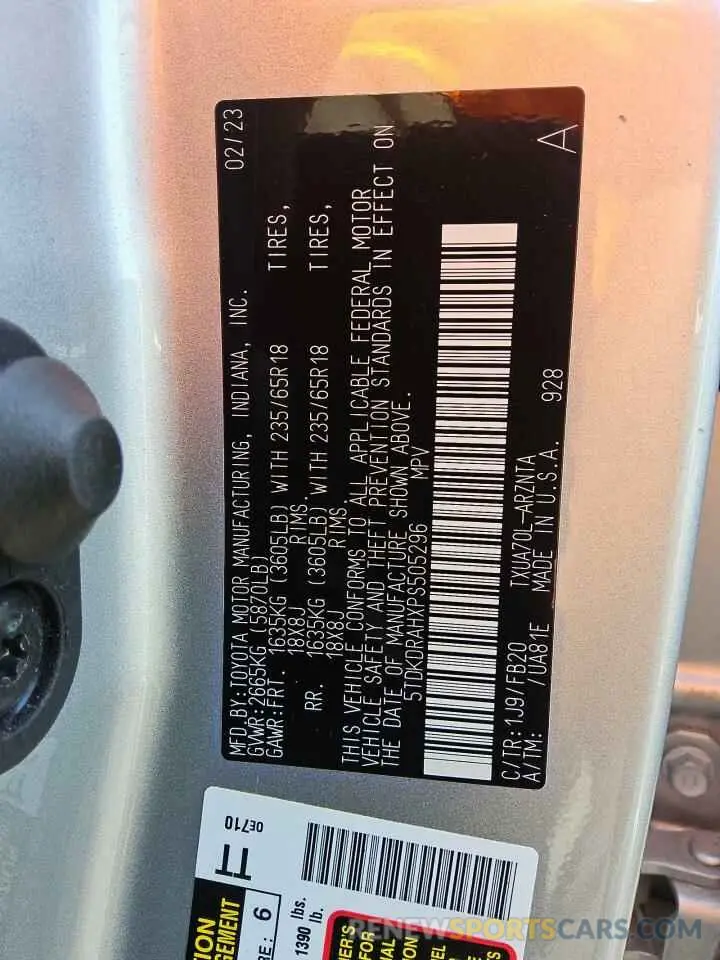 MFD BY:TOYOTA MOTOR MANUFACTURING, INDIANA, INC. 02/23
GVWR:2665KG (5870LB)
GAWR:FRT. 1635KG (3605LB) WITH 235/65R18 TIRES,
18X8J RIMS.
RR. 1635KG (3605LB) WITH 235/65R18 TIRES,
18X8J RIMS.
THIS VEHICLE CONFORMS TO ALL APPLICABLE FEDERAL MOTOR
VEHICLE SAFETY AND THEFT PREVENTION STANDARDS IN EFFECT ON
THE DATE OF MANUFACTURE SHOWN ABOVE.
5TDKDRAHXPS505296 MPV
C/TR:1J9/FB20 TXUA70L-ARZNTA A
A/TM: /UA81E MADE IN U.S.A. 928
0E710
6
1390 lbs.
1390 lb.
FOR
RENEWSPORTSCARS.COM